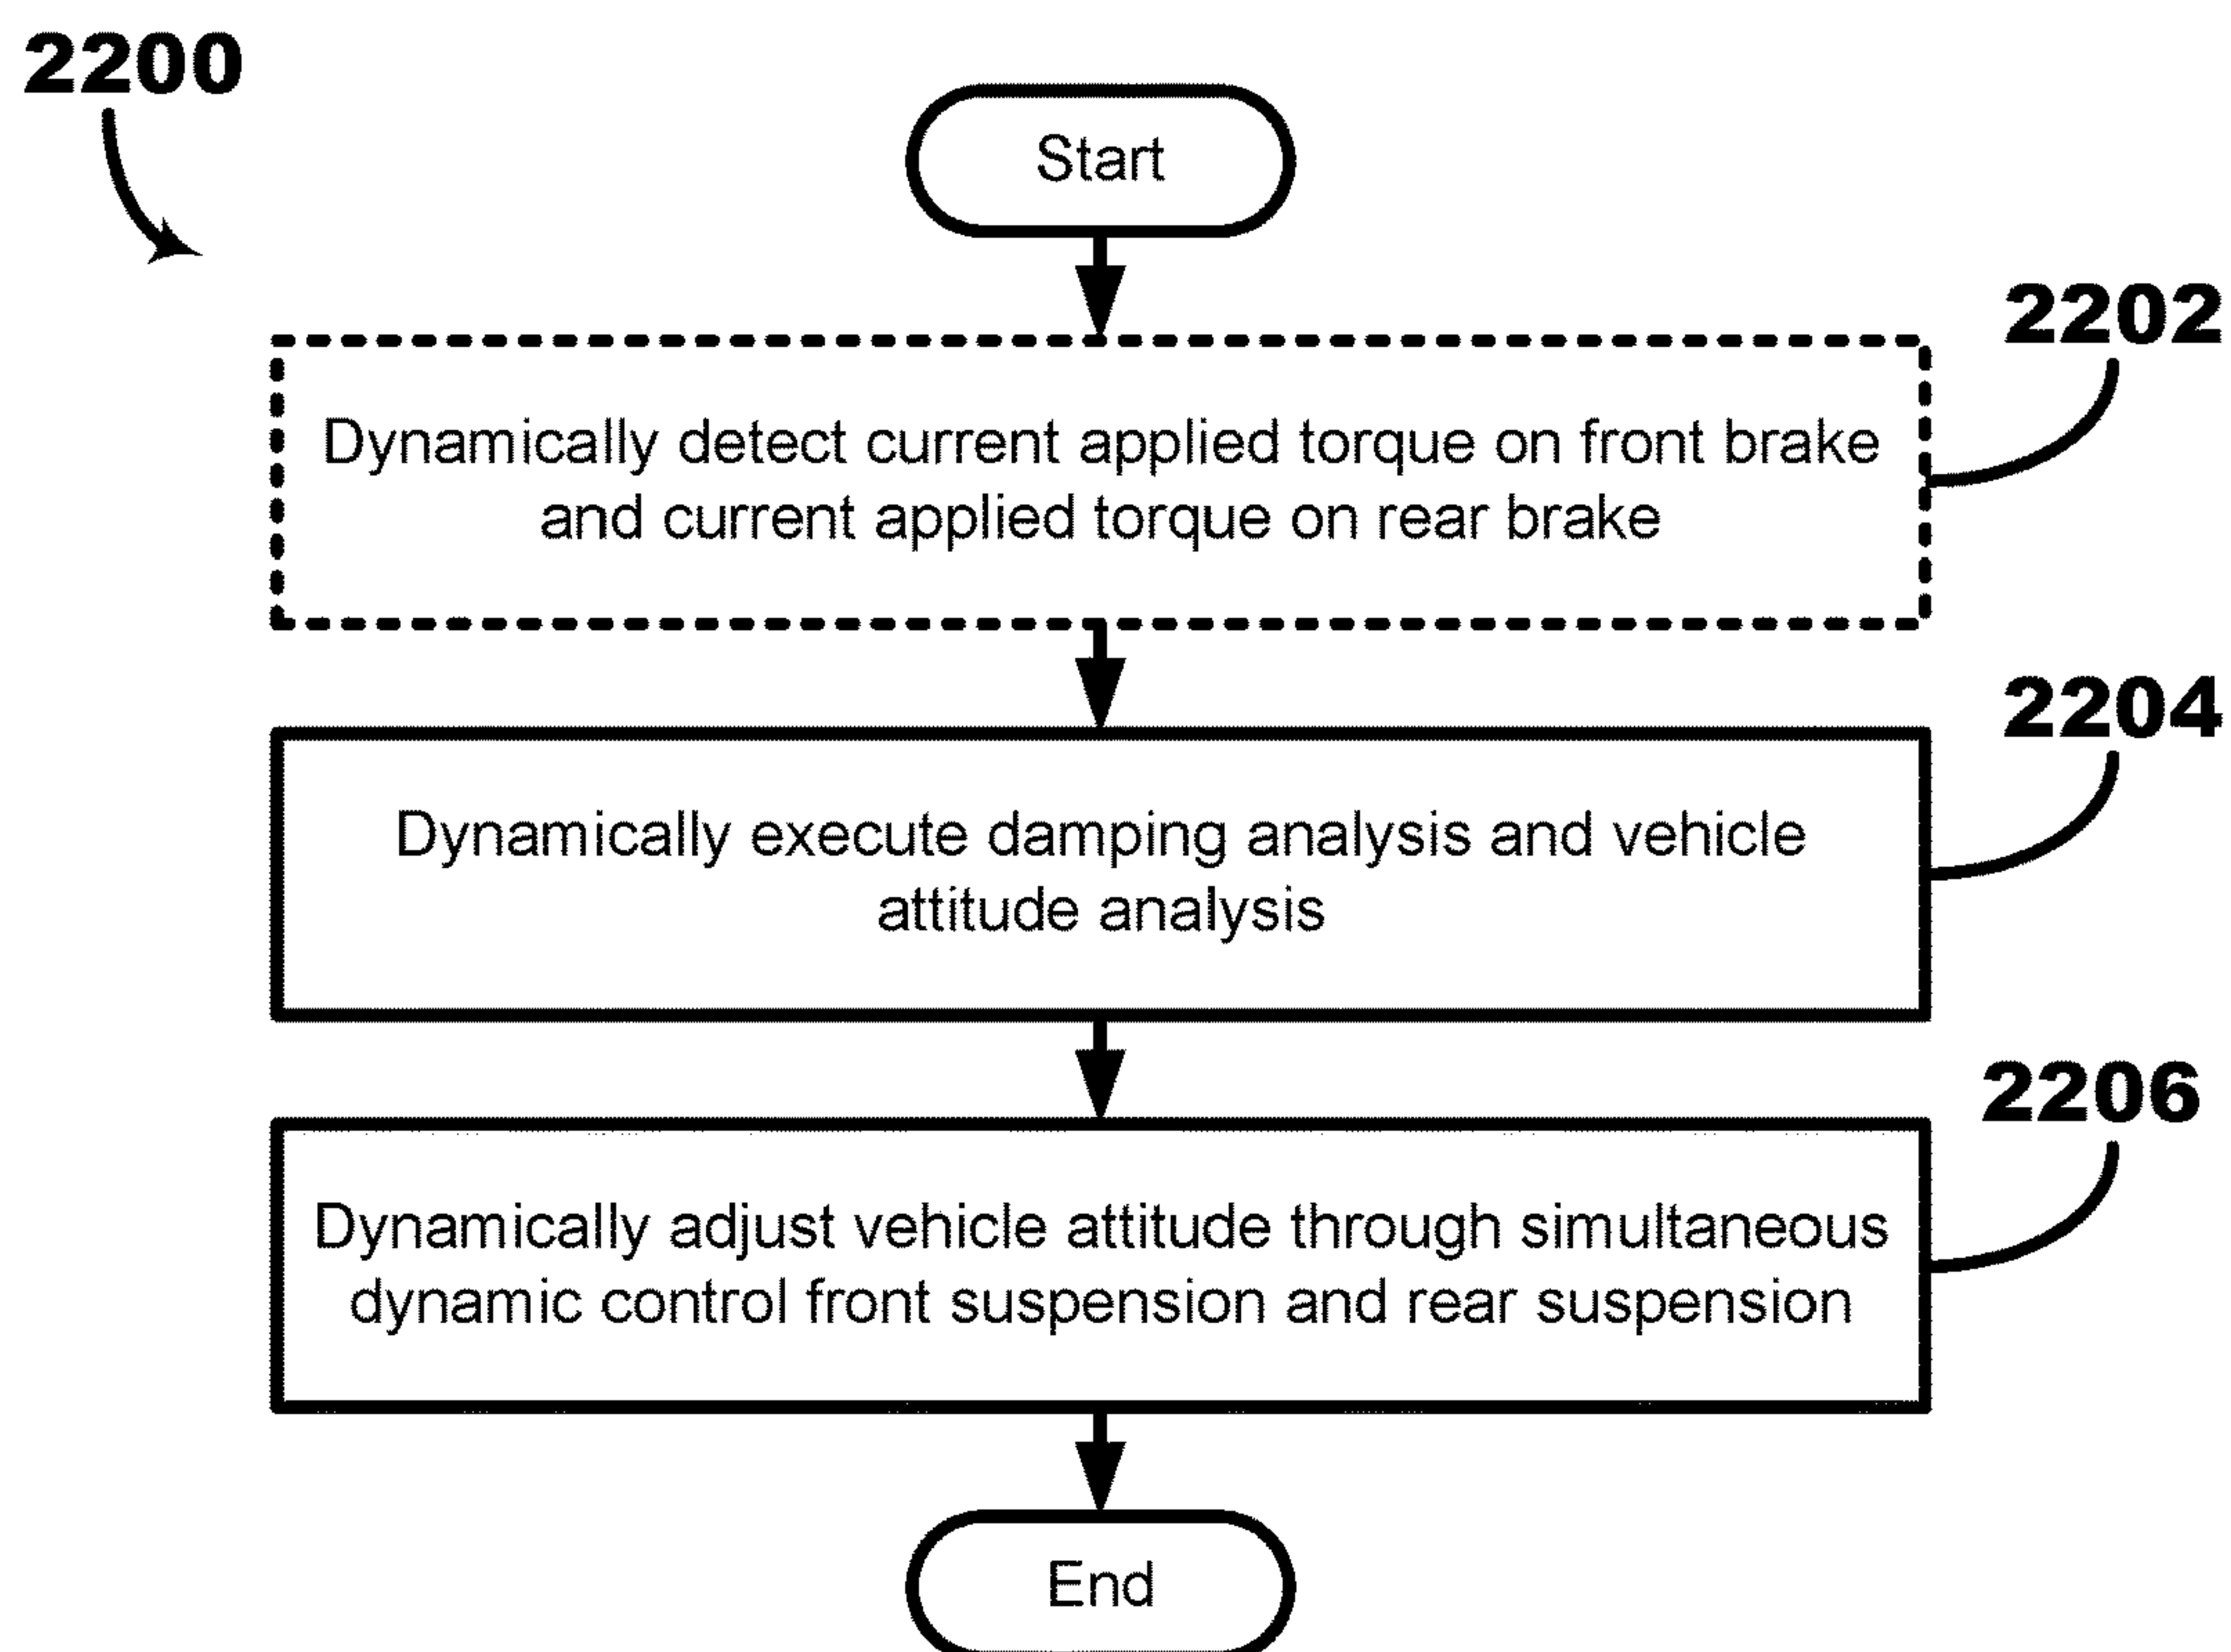 2200
Start
2202
Dynamically detect current applied torque on front brake
and current applied torque on rear brake
2204
Dynamically execute damping analysis and vehicle
attitude analysis
2206
Dynamically adjust vehicle attitude through simultaneous
dynamic control front suspension and rear suspension
End